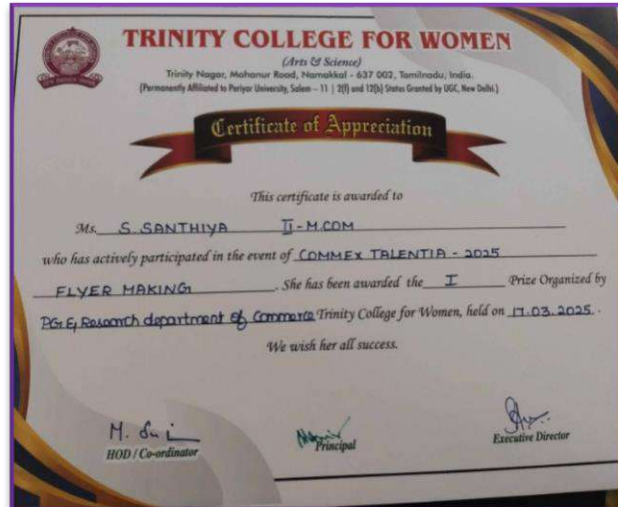 TRINITY COLLEGE FOR WOMEN
(Arts & Science)
Trinity Nagar, Mohanur Road, Namakkal - 637 002, Tamilnadu, India.
(Permanently Affiliated to Periyar University, Salem – 11 | 2(f) and 12(b) Status Granted by UGC, New Delhi.)
Certificate of Appreciation
This certificate is awarded to
Ms. S. SANTHIYA II - M.COM
who has actively participated in the event of COMMEX TALENTIA - 2025
FLYER MAKING. She has been awarded the I Prize Organized by
PG & Research department of Commerce Trinity College for Women, held on 17.03.2025.
We wish her all success.
HOD / Co-ordinator
Principal
Executive Director